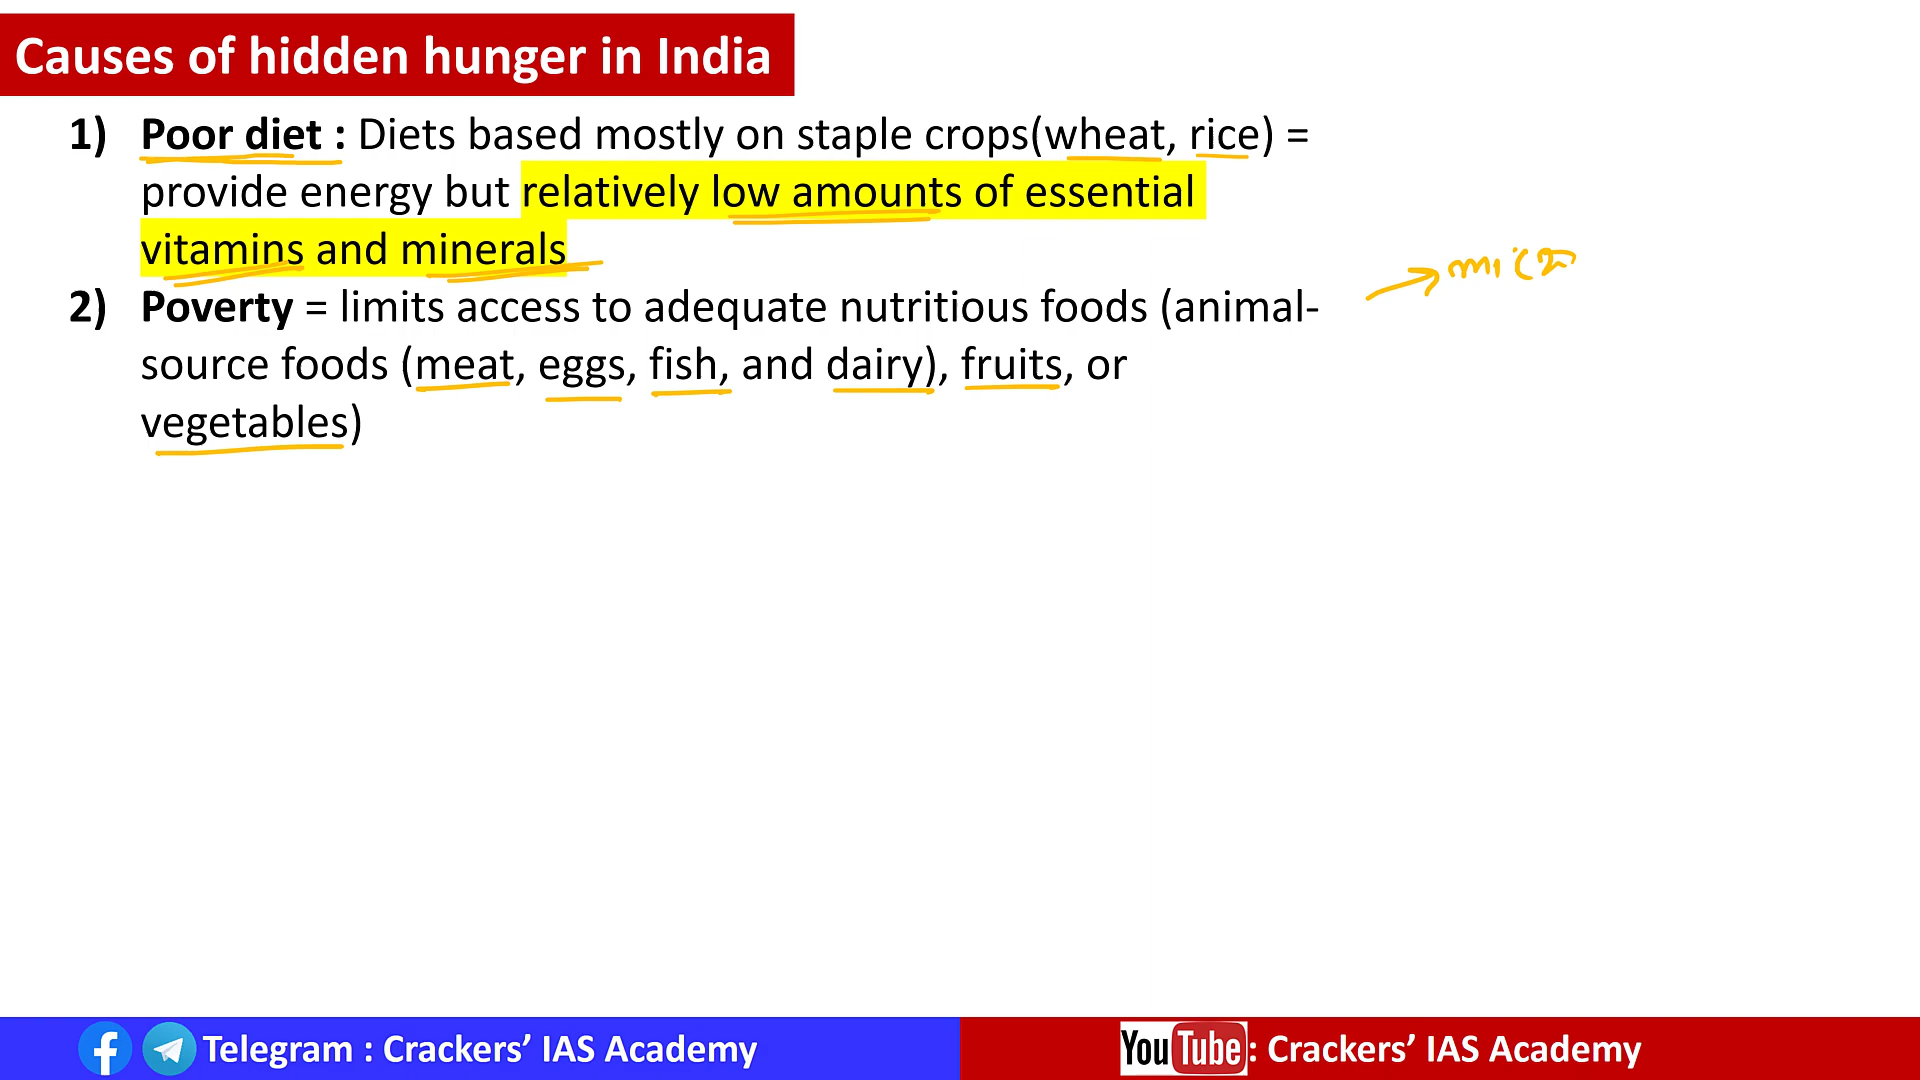 Causes of hidden hunger in India
1) Poor diet : Diets based mostly on staple crops(wheat, rice) =
provide energy but relatively low amounts of essential
vitamins and minerals
2) Poverty = limits access to adequate nutritious foods (animal-
source foods (meat, eggs, fish, and dairy), fruits, or
vegetables)
Telegram : Crackers’ IAS Academy
YouTube : Crackers’ IAS Academy